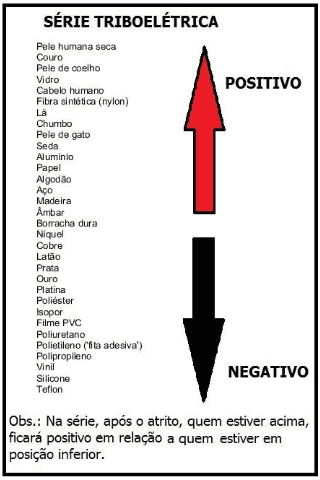 SÉRIE TRIBOELÉTRICA
Pele humana seca
Couro
Pele de coelho
Vidro
Cabelo humano
Fibra sintética (nylon)
Lã
Chumbo
Pele de gato
Seda
Alumínio
Papel
Algodão
Aço
Madeira
Âmbar
Borracha dura
Níquel
Cobre
Latão
Prata
Ouro
Platina
Poliéster
Isopor
Filme PVC
Poliuretano
Polietileno ('fita adesiva')
Polipropileno
Vinil
Silicone
Teflon
POSITIVO
NEGATIVO
Obs.: Na série, após o atrito, quem estiver acima,
ficará positivo em relação a quem estiver em
posição inferior.